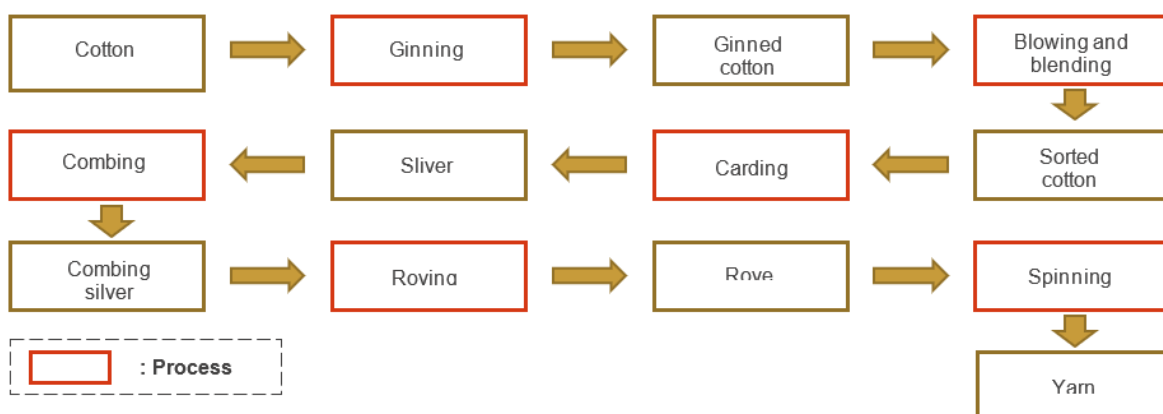 Cotton
Ginning
Ginned
cotton
Blowing and
blending
Combing
Sliver
Carding
Sorted
cotton
Combing
silver
Roving
Rove
Spinning
: Process
Yarn